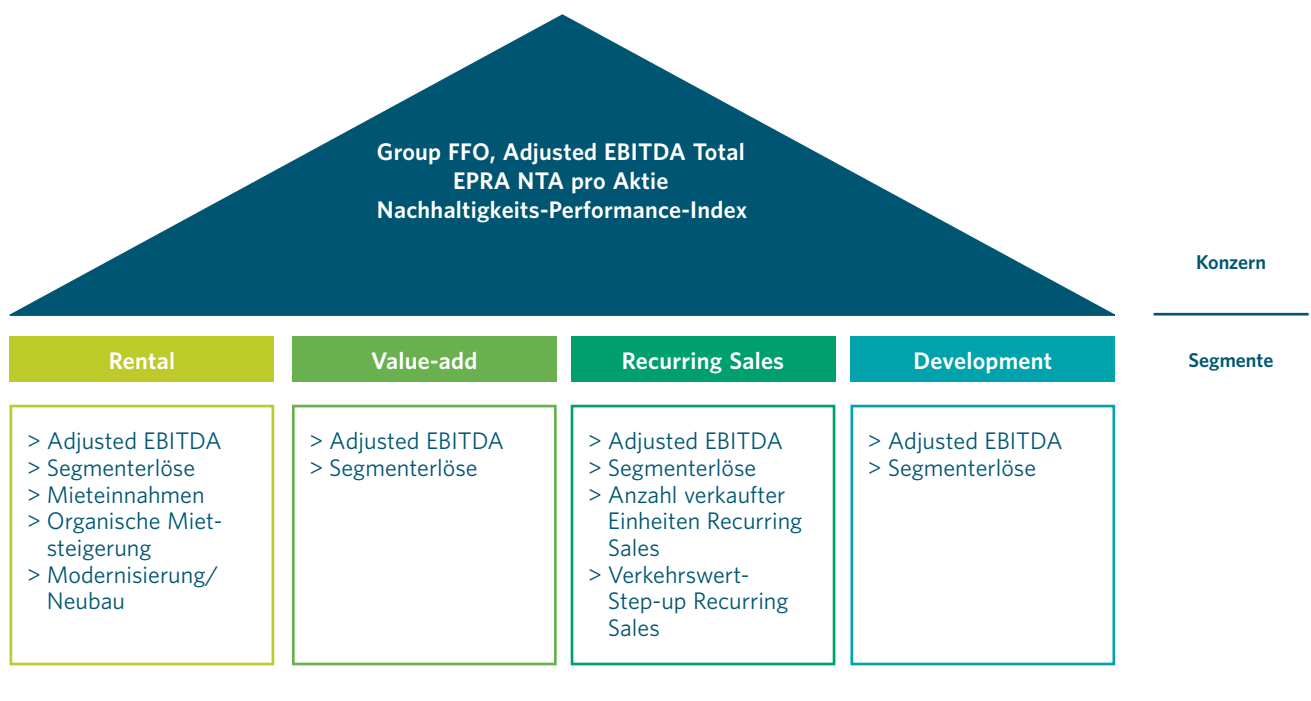 Group FFO, Adjusted EBITDA Total
EPRA NTA pro Aktie
Nachhaltigkeits-Performance-Index
Konzern
Rental
Value-add
Recurring Sales
Development
Segmente
> Adjusted EBITDA
> Segmenterlöse
> Mieteinnahmen
> Organische Miet-
steigerung
> Modernisierung/
Neubau
> Adjusted EBITDA
> Segmenterlöse
> Adjusted EBITDA
> Segmenterlöse
> Anzahl verkaufter
Einheiten Recurring
Sales
> Verkehrswert-
Step-up Recurring
Sales
> Adjusted EBITDA
> Segmenterlöse